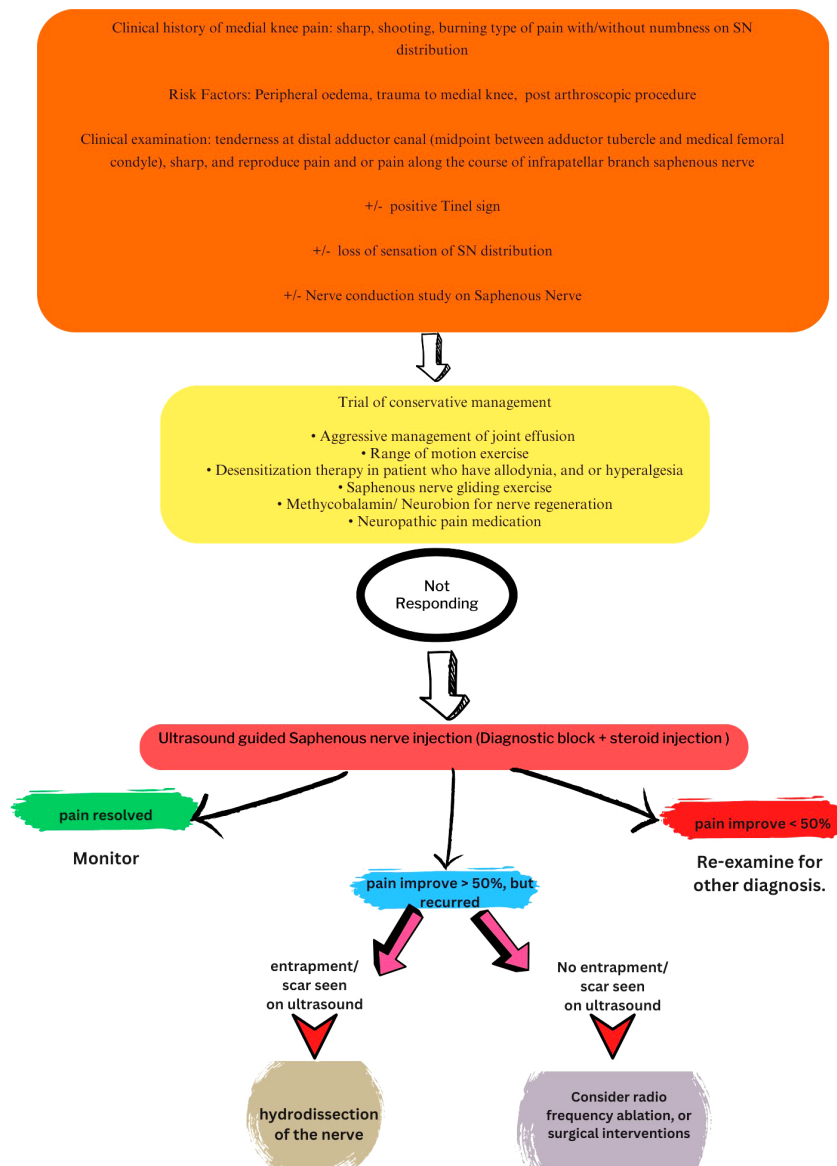 Clinical history of medial knee pain: sharp, shooting, burning type of pain with/without numbness on SN
distribution
Risk Factors: Peripheral oedema, trauma to medial knee, post arthroscopic procedure
Clinical examination: tenderness at distal adductor canal (midpoint between adductor tubercle and medical femoral
condyle), sharp, and reproduce pain and or pain along the course of infrapatellar branch saphenous nerve
+/- positive Tinel sign
+/- loss of sensation of SN distribution
+/- Nerve conduction study on Saphenous Nerve
Trial of conservative management
• Aggressive management of joint effusion
• Range of motion exercise
• Desensitization therapy in patient who have allodynia, and or hyperalgesia
• Saphenous nerve gliding exercise
• Methycobalamin/ Neurobion for nerve regeneration
• Neuropathic pain medication
Not
Responding
Ultrasound guided Saphenous nerve injection (Diagnostic block + steroid injection )
pain resolved
Monitor
pain improve > 50%, but
recurred
pain improve < 50%
Re-examine for
other diagnosis.
entrapment/
scar seen
on ultrasound
hydrodissection
of the nerve
No entrapment/
scar seen
on ultrasound
Consider radio
frequency ablation, or
surgical interventions